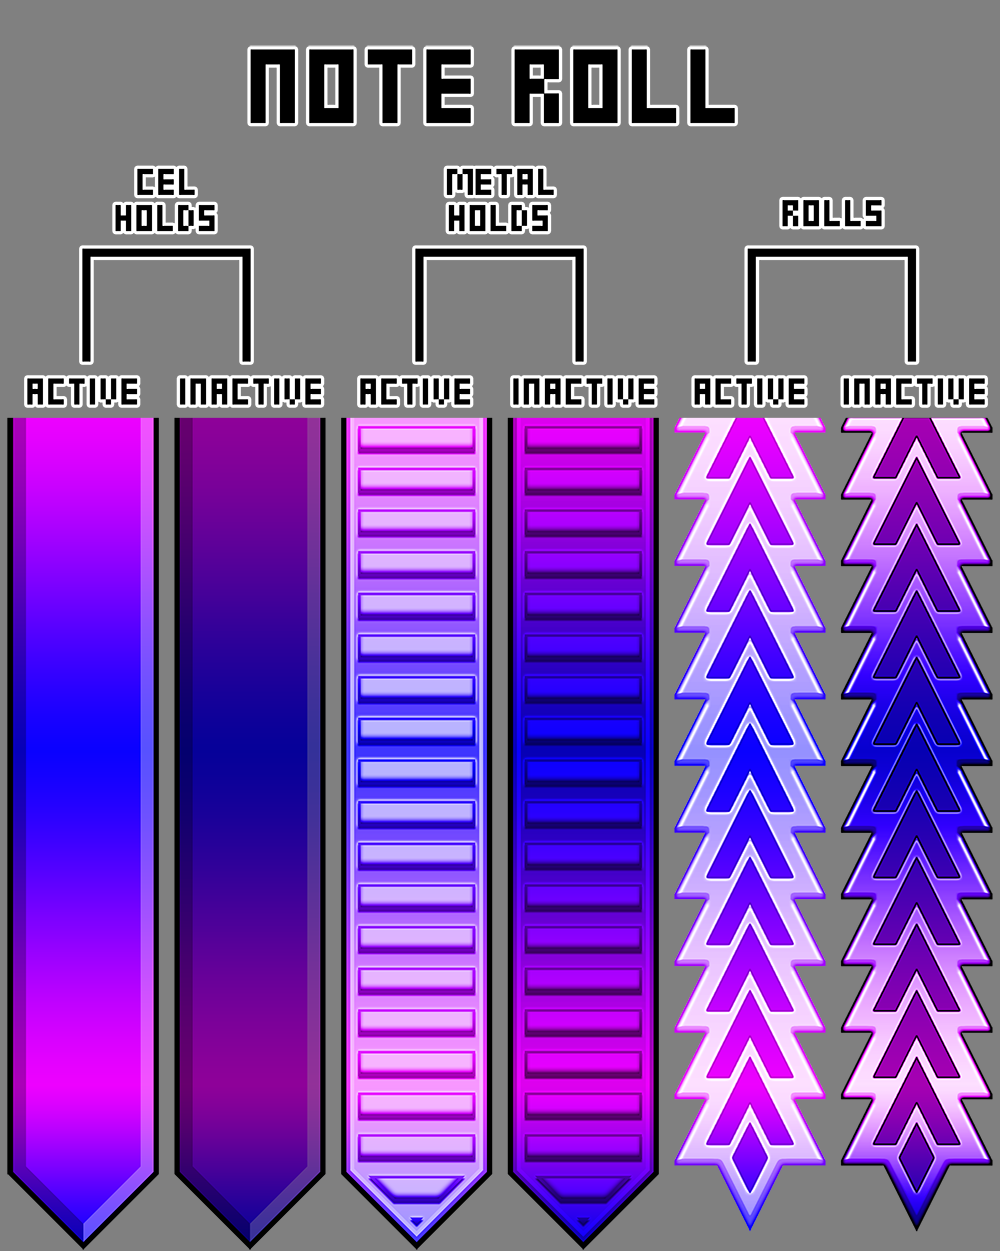 NOTE ROLL
CEL
HOLDS
METAL
HOLDS
ROLLS
ACTIVE
INACTIVE
ACTIVE
INACTIVE
ACTIVE
INACTIVE